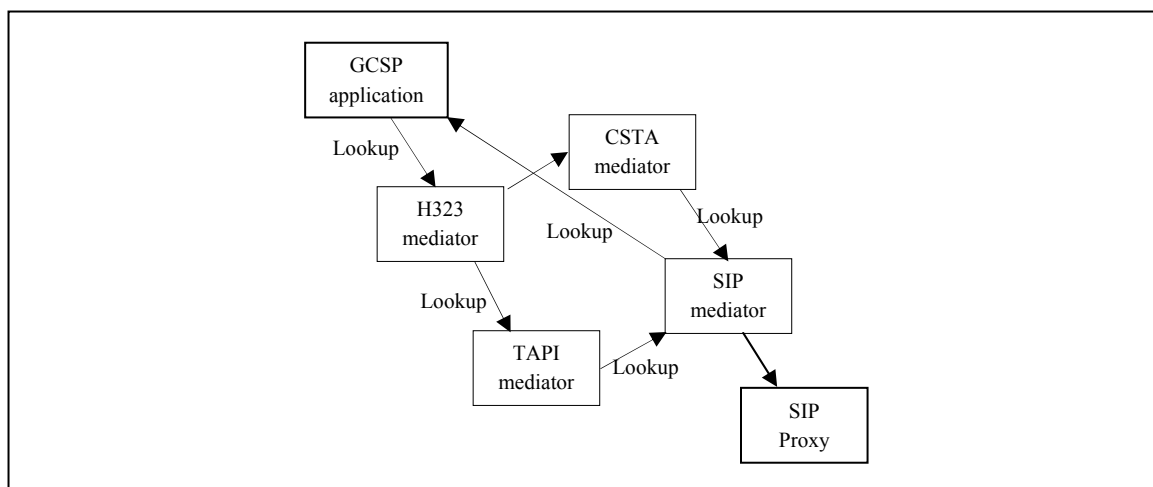 GCSP
application
CSTA
mediator
Lookup
H323
mediator
Lookup
Lookup
SIP
mediator
Lookup
TAPI
mediator
Lookup
SIP
Proxy